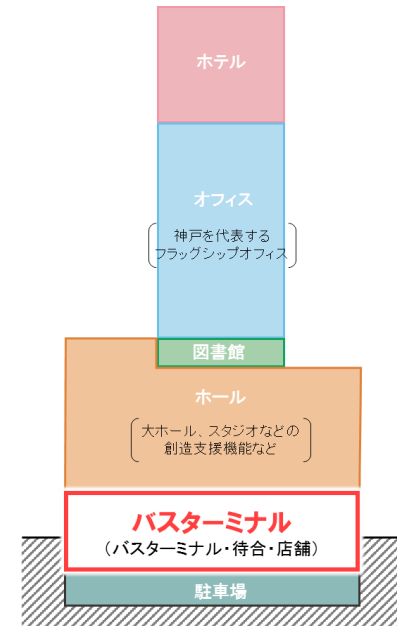 ホテル
オフィス
神戸を代表する
フラッグシップオフィス
図書館
ホール
大ホール、スタジオなどの
創造支援機能など
バスターミナル
（バスターミナル・待合・店舗）
駐車場